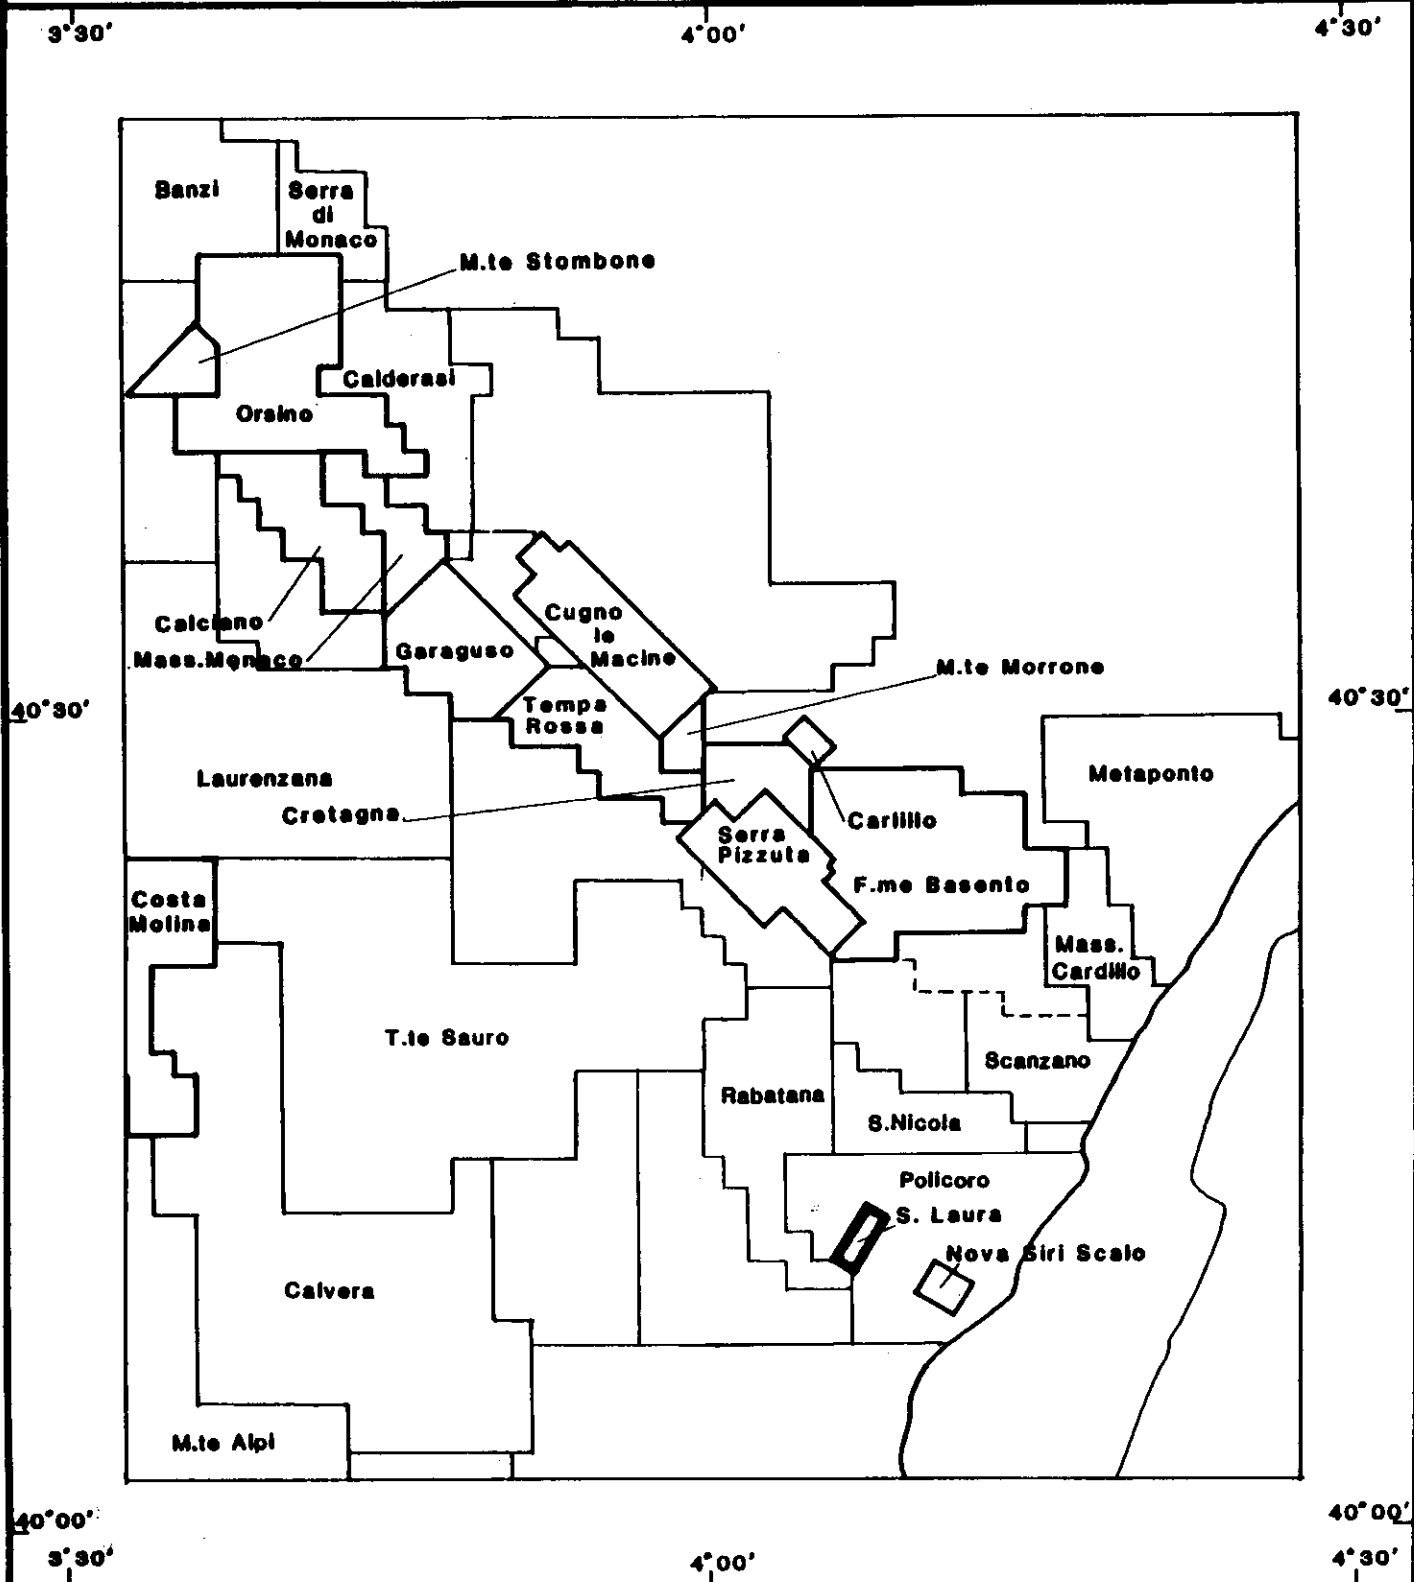 3°30'
4°00'
4°30'
Banzi
Serra
di
Monaco
M.te Stombone
Calderasi
Orsino
Calciano
Mass.Monaco
Garaguso
Cugno
le
Macine
M.te Morrone
Tempa
Rossa
40°30'
40°30'
Laurenzana
Metaponto
Cretagna
Carlillo
Serra
Pizzuta
F.me Basento
Costa
Molina
Mass.
Cardillo
T.te Sauro
Scanzano
Rabatana
S.Nicola
Policoro
S. Laura
Nova Siri Scalo
Calvera
M.te Alpi
40°00'
40°00'
3°30'
4°00'
4°30'